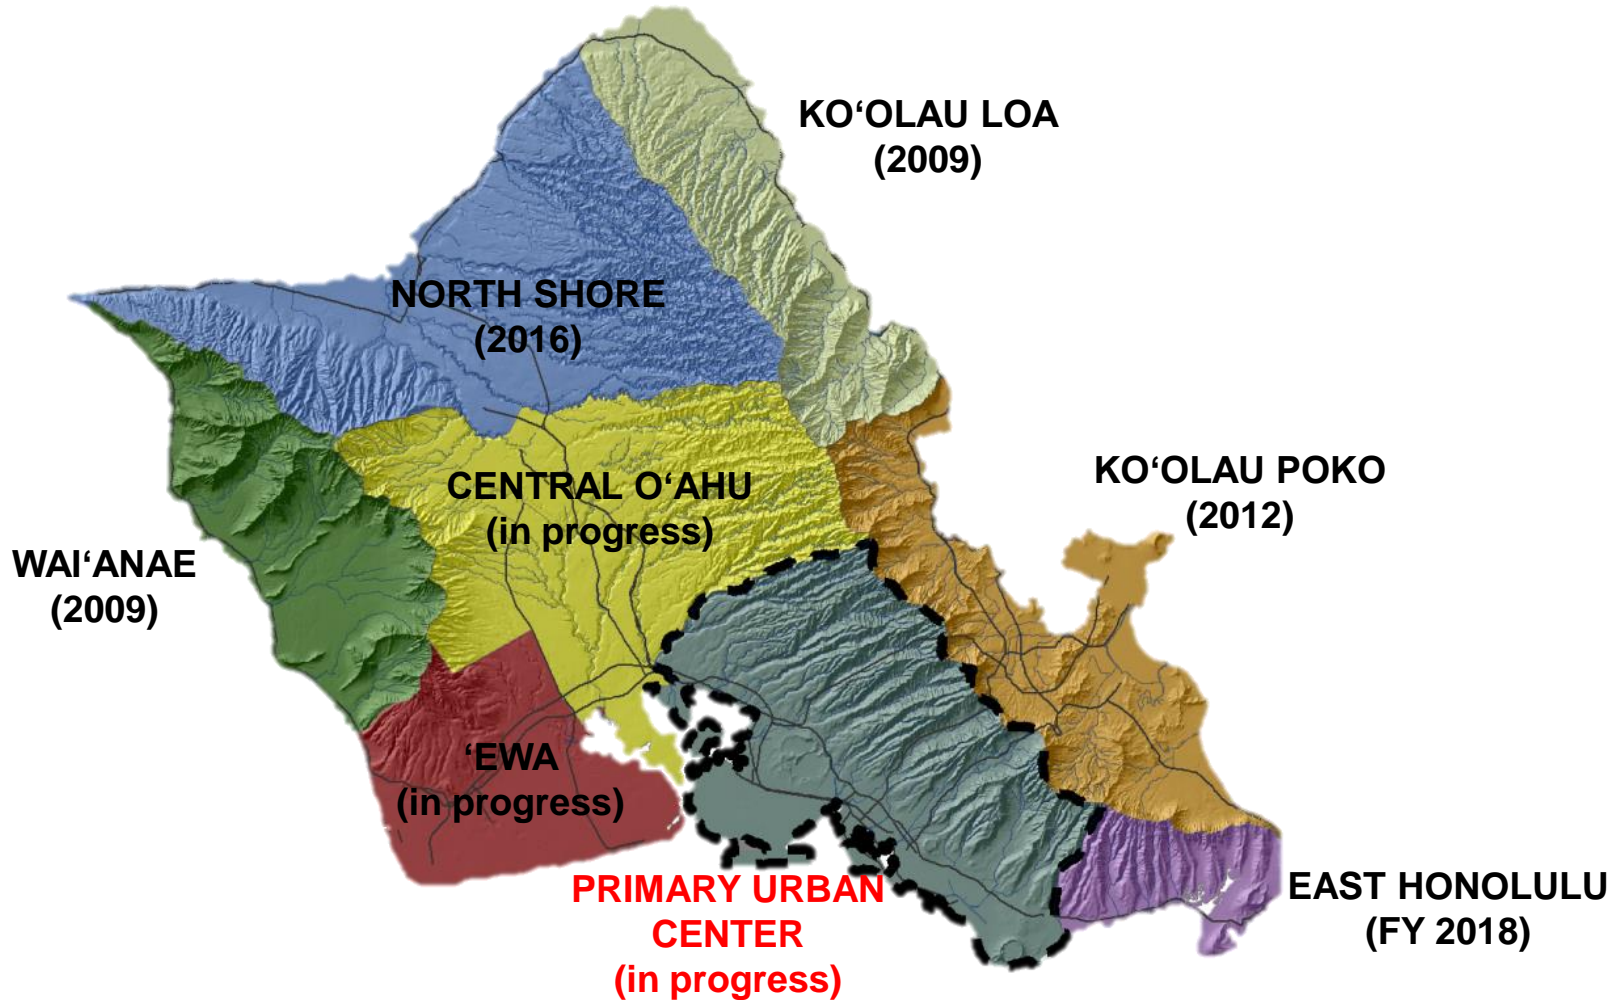 KO‘OLAU LOA
(2009)
NORTH SHORE
(2016)
CENTRAL O‘AHU
(in progress)
KO‘OLAU POKO
(2012)
WAI‘ANAE
(2009)
‘EWA
(in progress)
PRIMARY URBAN
CENTER
(in progress)
EAST HONOLULU
(FY 2018)